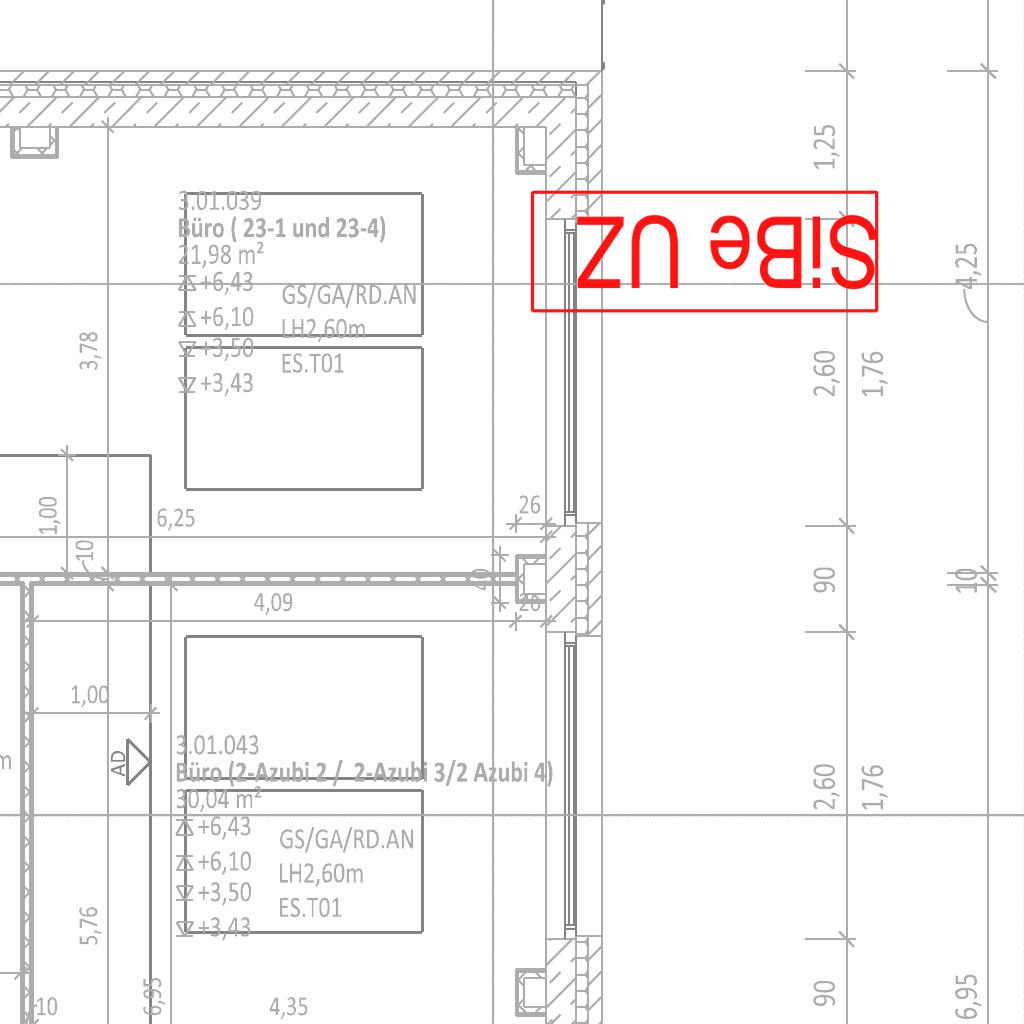 1,25
SiBe UZ
3.01.039
Büro ( 23-1 und 23-4)
21,98 m²
+6,43
+6,10
+3,50
+3,43
GS/GA/RD.AN
LH2,60m
ES.T01
3,78
4,25
2,60
1,76
1,00
10
6,25
26
40
4,09
26
90
10
1,00
AD
m
3.01.043
Büro (2-Azubi 2 / 2-Azubi 3/2 Azubi 4)
30,04 m²
+6,43
+6,10
+3,50
+3,43
GS/GA/RD.AN
LH2,60m
ES.T01
2,60
1,76
5,76
10
6,95
4,35
90
6,95